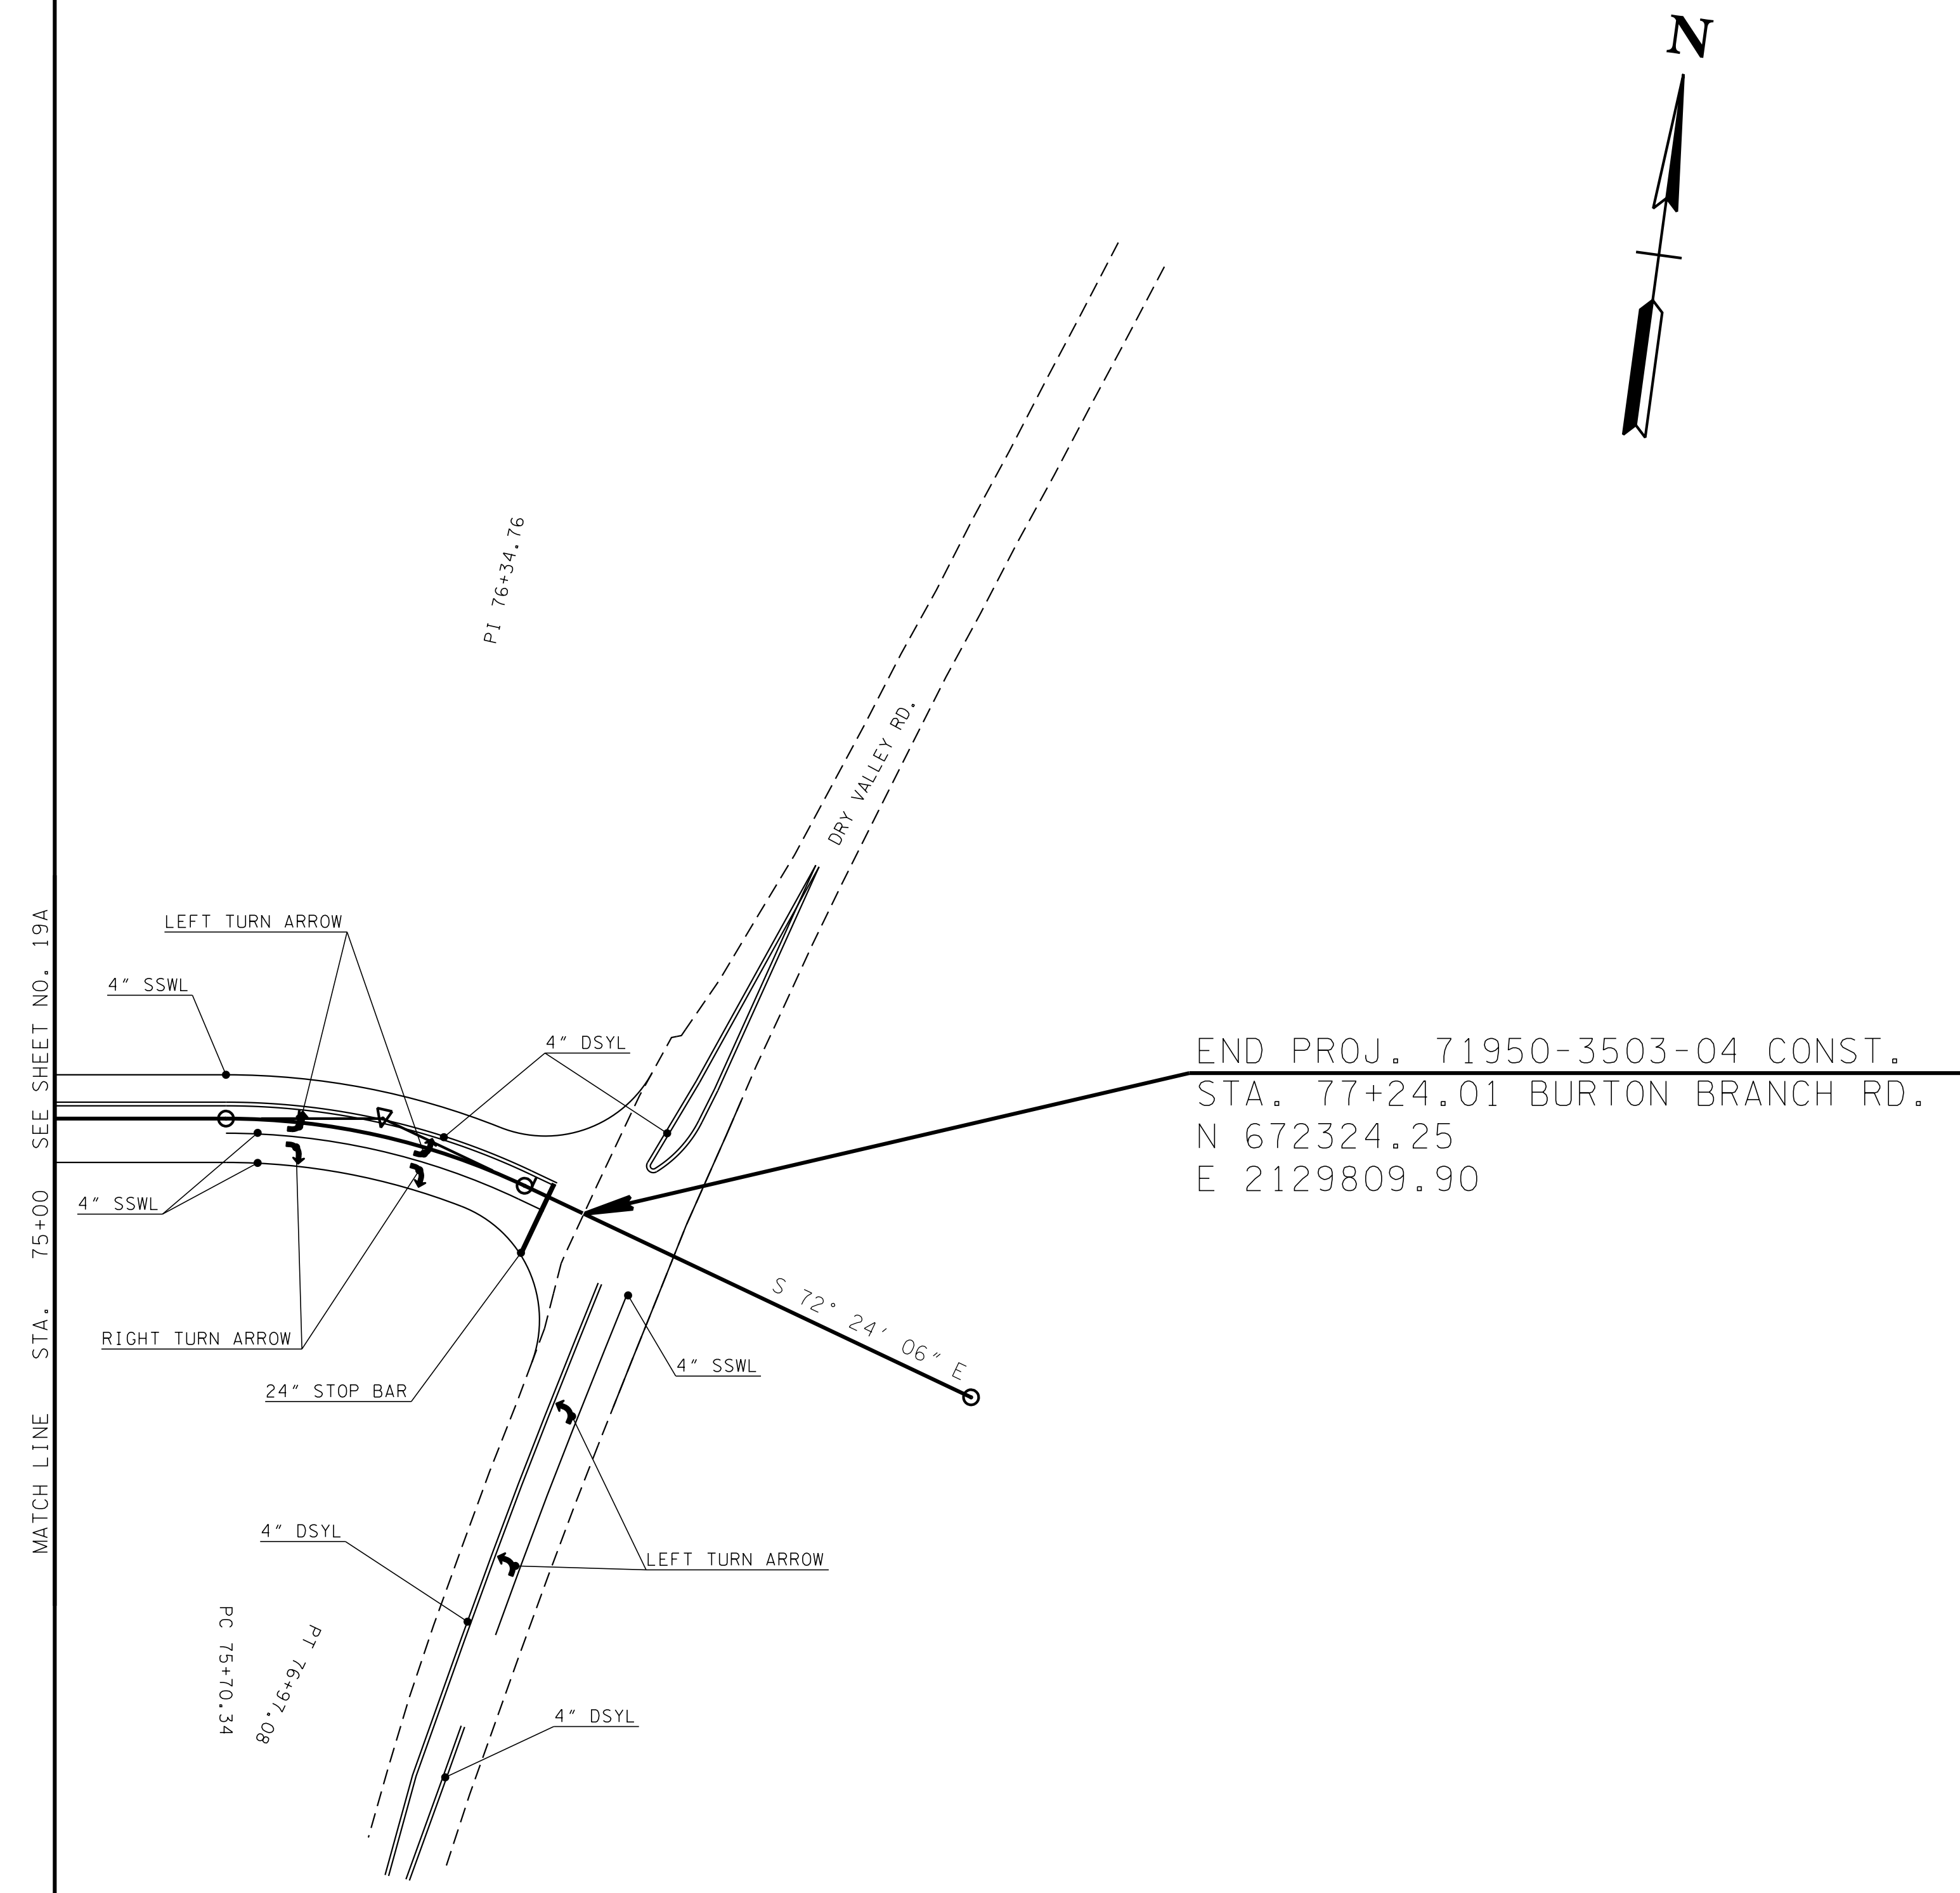 N
PI 76+34.76
DRY VALLEY RD.
LEFT TURN ARROW
4" SSWL
4" DSYL
END PROJ. 71950-3503-04 CONST.
STA. 77+24.01 BURTON BRANCH RD.
N 672324.25
E 2129809.90
4" SSWL
MATCH LINE STA. 75+00 SEE SHEET NO. 19A
S 72° 24' 06" E
RIGHT TURN ARROW
4" SSWL
24" STOP BAR
4" DSYL
LEFT TURN ARROW
PC 75+70.34
PT 76+97.08
4" DSYL